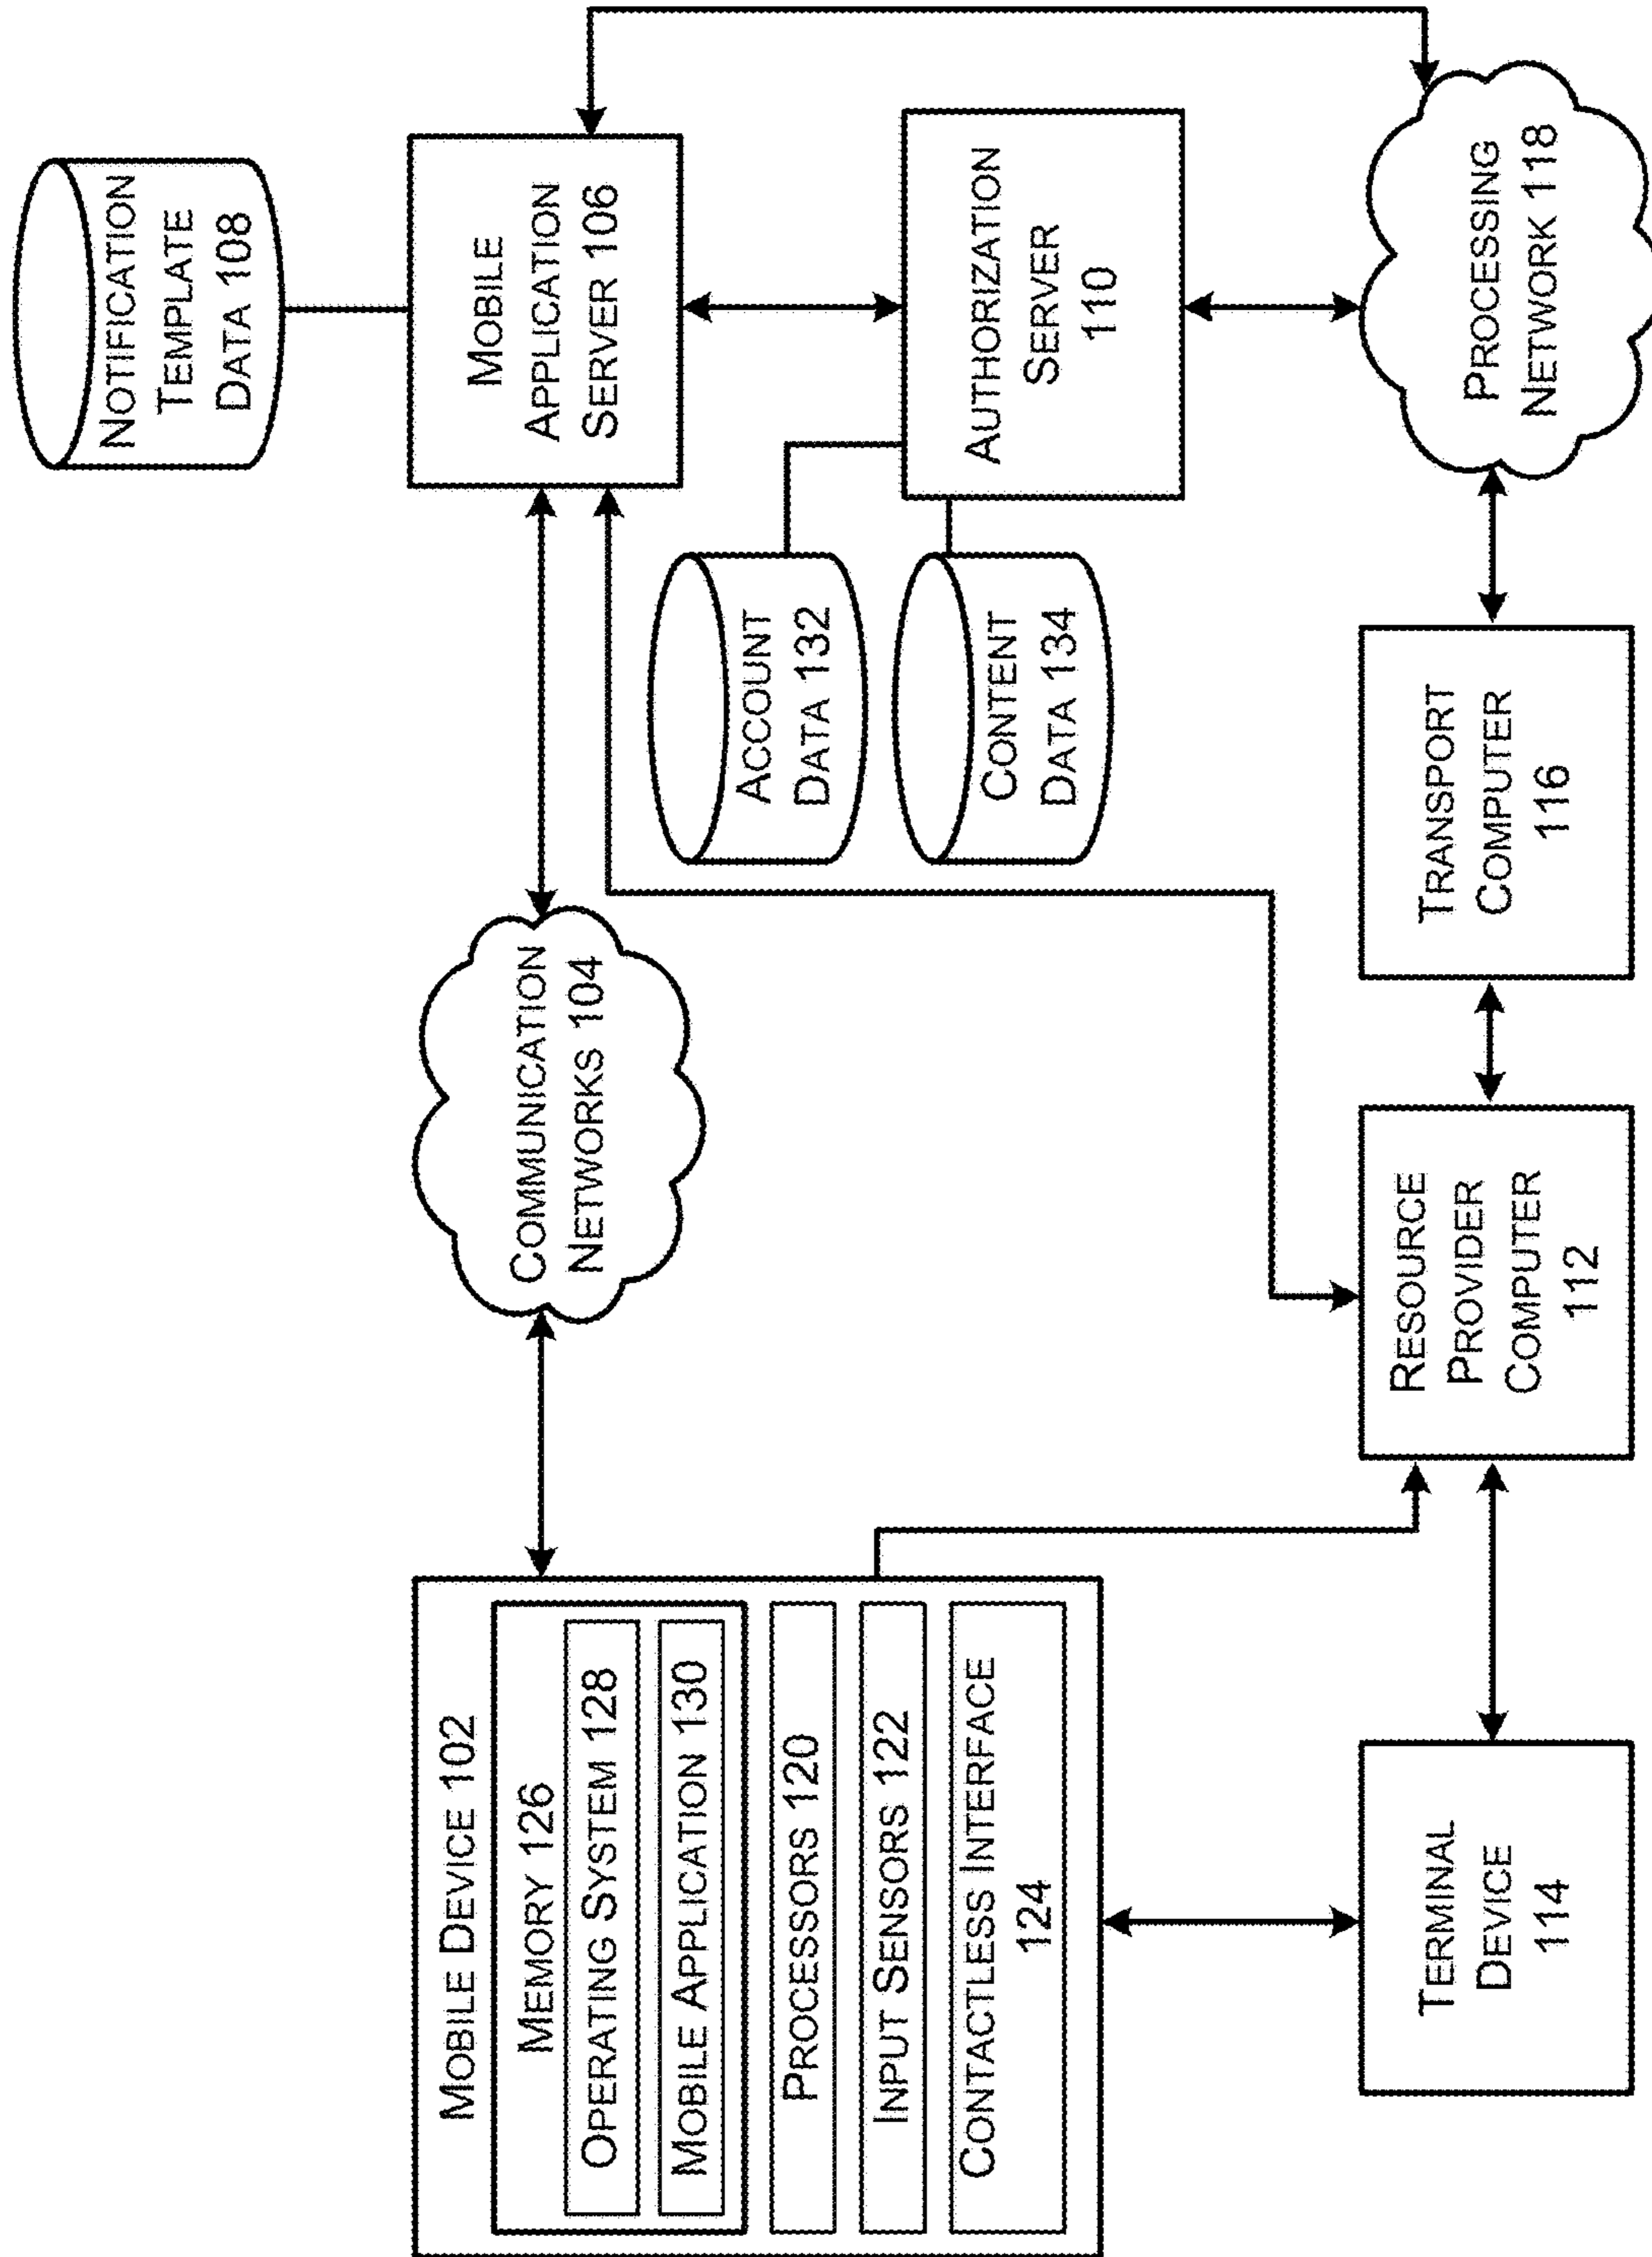 NOTIFICATION
TEMPLATE
DATA 108
MOBILE DEVICE 102
MEMORY 126
OPERATING SYSTEM 128
MOBILE APPLICATION 130
PROCESSORS 120
INPUT SENSORS 122
CONTACTLESS INTERFACE
124
COMMUNICATION
NETWORKS 104
MOBILE
APPLICATION
SERVER 106
ACCOUNT
DATA 132
CONTENT
DATA 134
AUTHORIZATION
SERVER
110
TERMINAL
DEVICE
114
RESOURCE
PROVIDER
COMPUTER
112
TRANSPORT
COMPUTER
116
PROCESSING
NETWORK 118